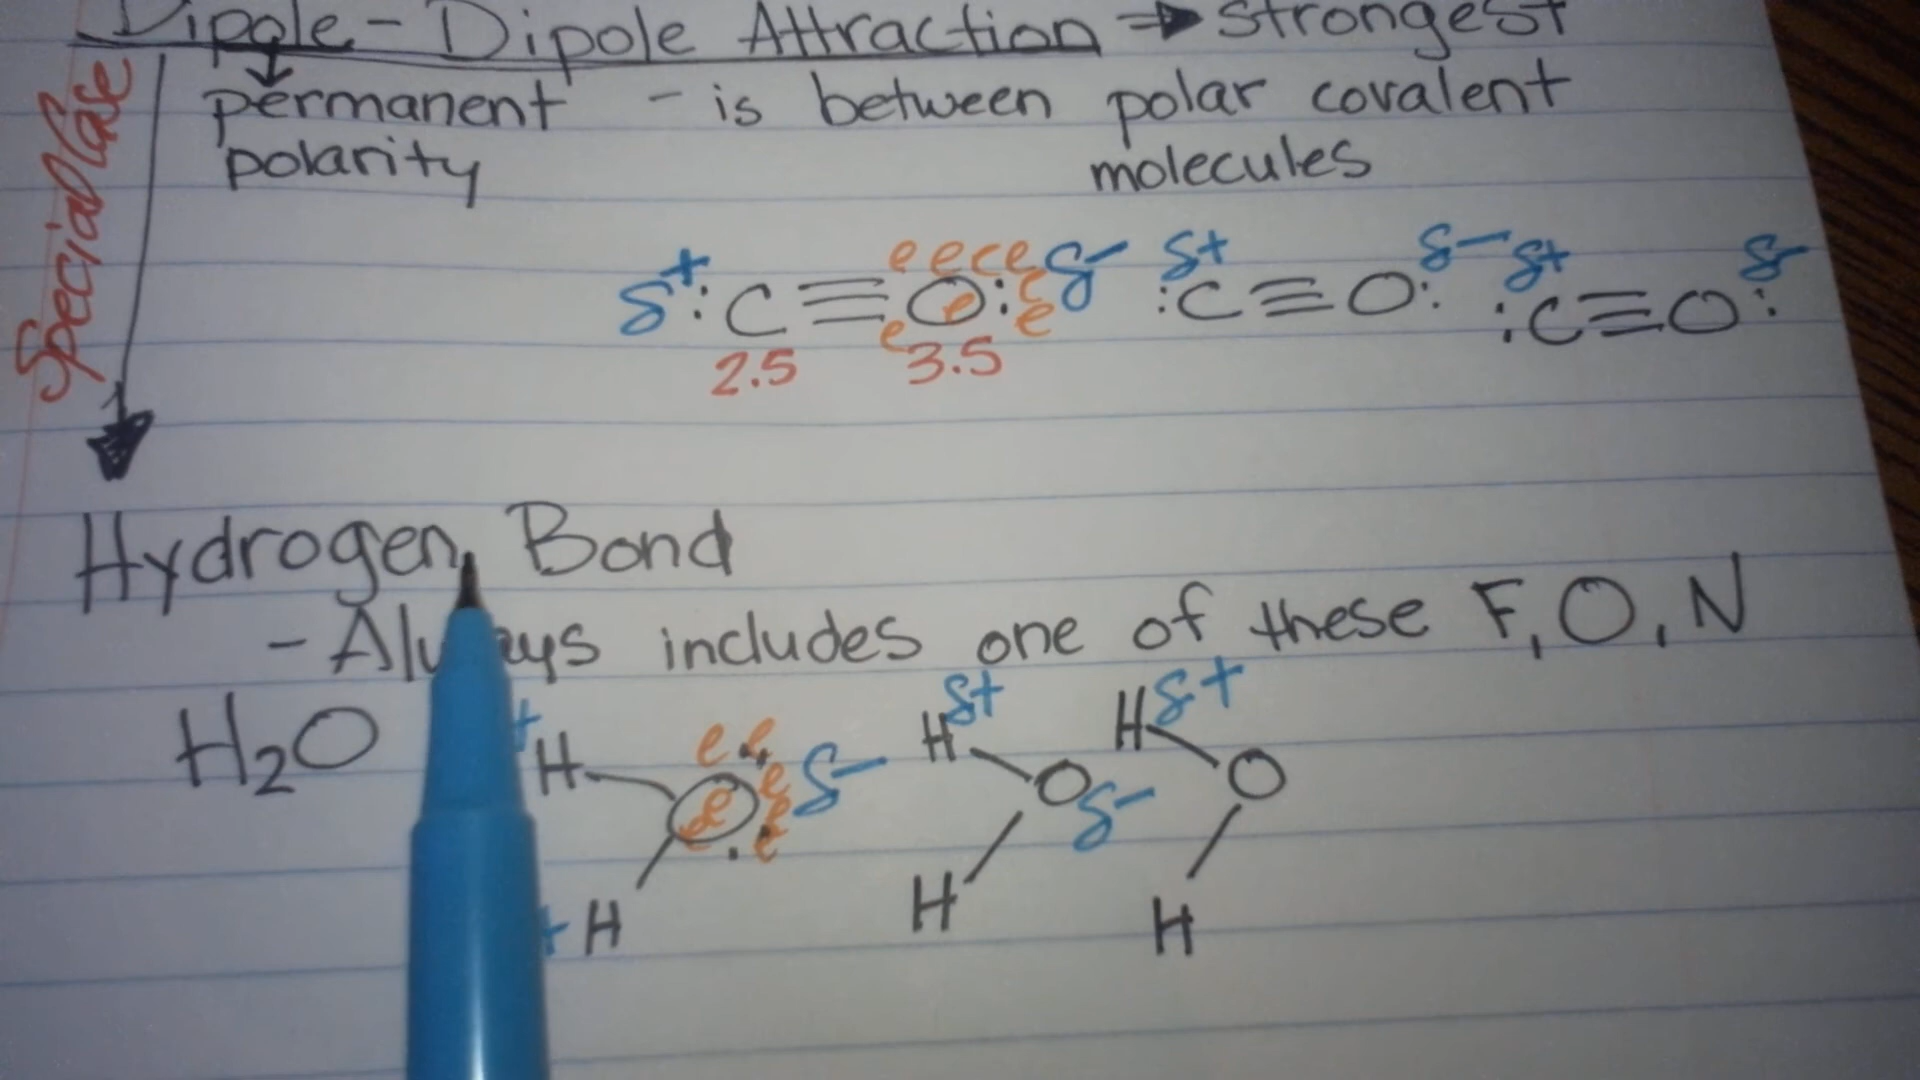 Dipole - Dipole Attraction → strongest
permanent - is between polar covalent
polarity molecules
Special Case
δ+ :C≡O: δ- δ+ :C≡O: δ- δ+ :C≡O: δ-
e e e e e e e e e
2.5 3.5
Hydrogen Bond
- Always includes one of these F, O, N
H₂O
+ H e e e e e e δ- H δ+ O δ- H δ+ O
+ H H H